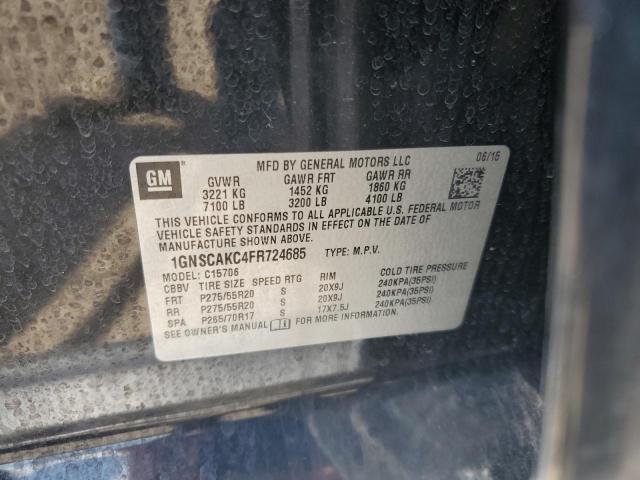 GM
MFD BY GENERAL MOTORS LLC
06/15
GVWR GAWR FRT GAWR RR
3221 KG 1452 KG 1860 KG
7100 LB 3200 LB 4100 LB
THIS VEHICLE CONFORMS TO ALL APPLICABLE U.S. FEDERAL MOTOR
VEHICLE SAFETY STANDARDS IN EFFECT ON THE DATE OF
MANUFACTURE SHOWN ABOVE.
1GNSCAKC4FR724685 TYPE: M.P.V.
MODEL: C15706
CBBV TIRE SIZE SPEED RTG RIM COLD TIRE PRESSURE
FRT P275/55R20 S 20X9J 240KPA(35PSI)
RR P275/55R20 S 20X9J 240KPA(35PSI)
SPA P265/70R17 S 17X7.5J 240KPA(35PSI)
SEE OWNER'S MANUAL FOR MORE INFORMATION.